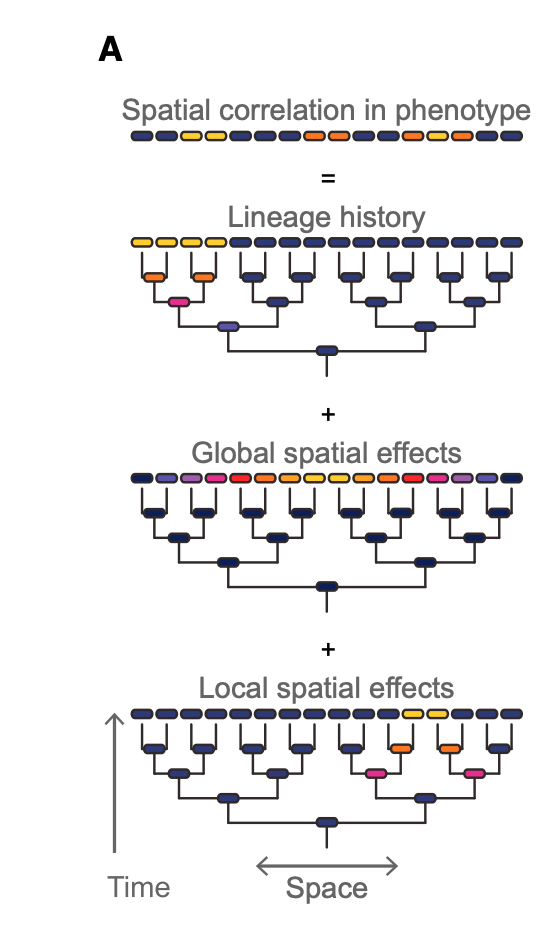 A
Spatial correlation in phenotype
=
Lineage history
+
Global spatial effects
+
Local spatial effects
Time
Space